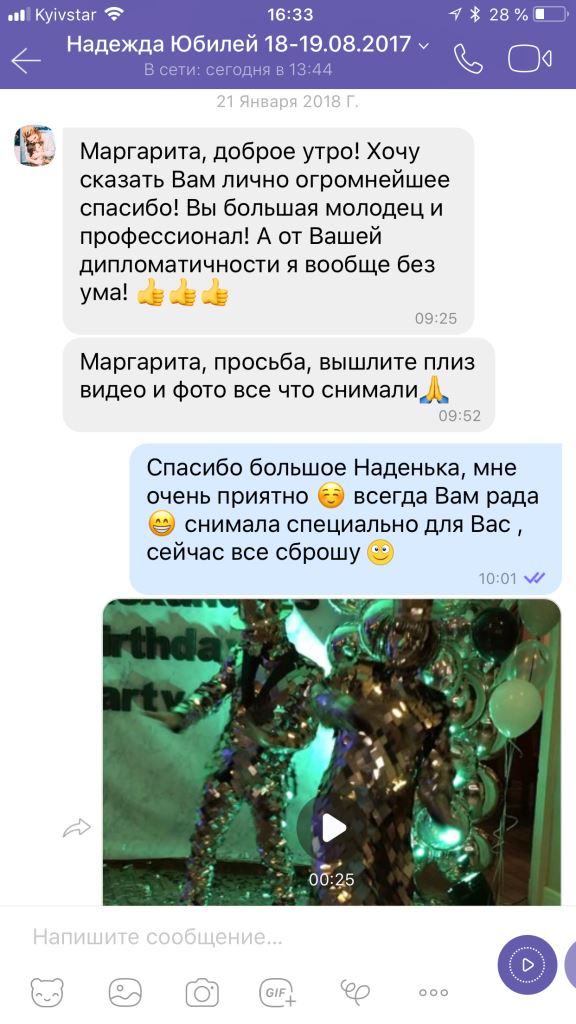 Kyivstar 16:33 28 %
Надежда Юбилей 18-19.08.2017
В сети: сегодня в 13:44
21 Января 2018 Г.
Маргарита, доброе утро! Хочу
сказать Вам лично огромнейшее
спасибо! Вы большая молодец и
профессионал! А от Вашей
дипломатичности я вообще без
ума! 👍👍👍
09:25
Маргарита, просьба, вышлите плиз
видео и фото все что снимали🙏
09:52
Спасибо большое Наденька, мне
очень приятно ☺️ всегда Вам рада
😁 снимала специально для Вас ,
сейчас все сброшу 🙄
10:01
rthda
arty
00:25
Напишите сообщение...
GIF